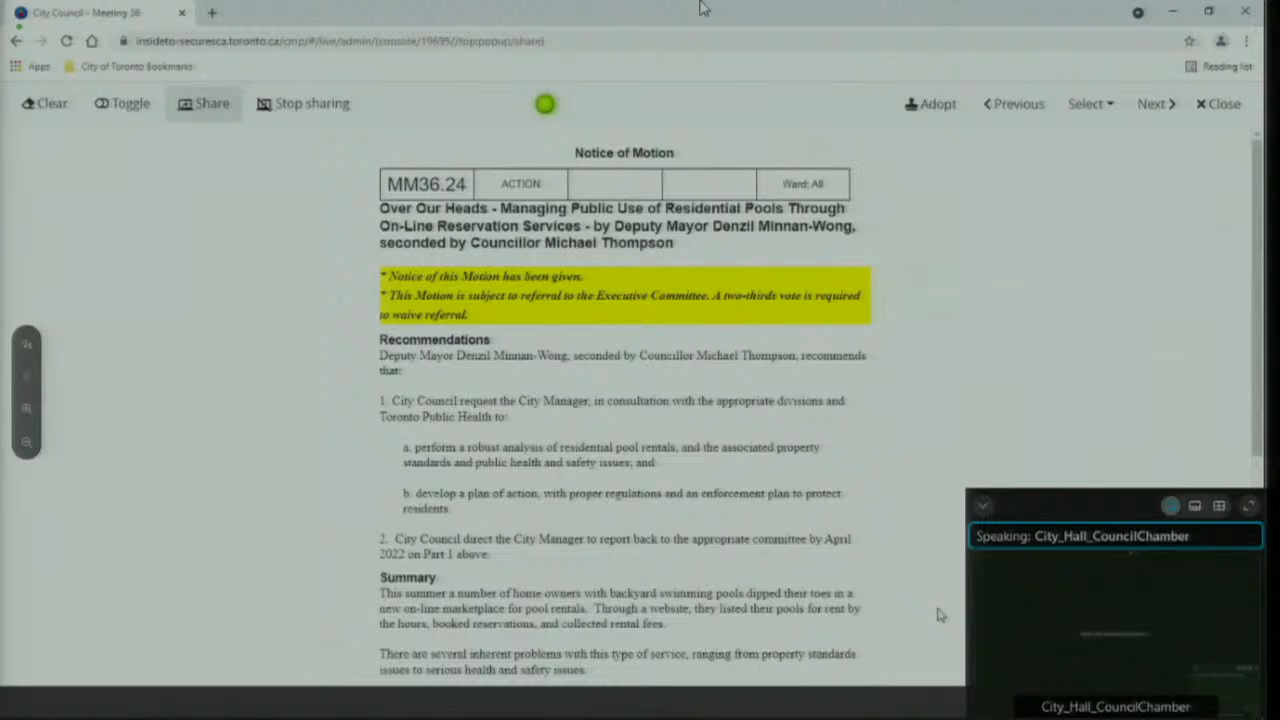 City Council - Meeting 36
insideto-securesca.toronto.ca/cmp/#/live/admin/(console/19695//top:popup/share)
Apps City of Toronto Bookmarks Reading list
Clear Toggle Share Stop sharing Adopt Previous Select Next Close
Notice of Motion
MM36.24 ACTION Ward: All
Over Our Heads - Managing Public Use of Residential Pools Through
On-Line Reservation Services - by Deputy Mayor Denzil Minnan-Wong,
seconded by Councillor Michael Thompson
* Notice of this Motion has been given.
* This Motion is subject to referral to the Executive Committee. A two-thirds vote is required
to waive referral.
Recommendations
Deputy Mayor Denzil Minnan-Wong, seconded by Councillor Michael Thompson, recommends
that:
1. City Council request the City Manager, in consultation with the appropriate divisions and
Toronto Public Health to:
a. perform a robust analysis of residential pool rentals, and the associated property
standards and public health and safety issues; and
b. develop a plan of action, with proper regulations and an enforcement plan to protect
residents.
2. City Council direct the City Manager to report back to the appropriate committee by April
2022 on Part 1 above.
Summary
This summer a number of home owners with backyard swimming pools dipped their toes in a
new on-line marketplace for pool rentals. Through a website, they listed their pools for rent by
the hours, booked reservations, and collected rental fees.
There are several inherent problems with this type of service, ranging from property standards
issues to serious health and safety issues.
Speaking: City_Hall_CouncilChamber
City_Hall_CouncilChamber